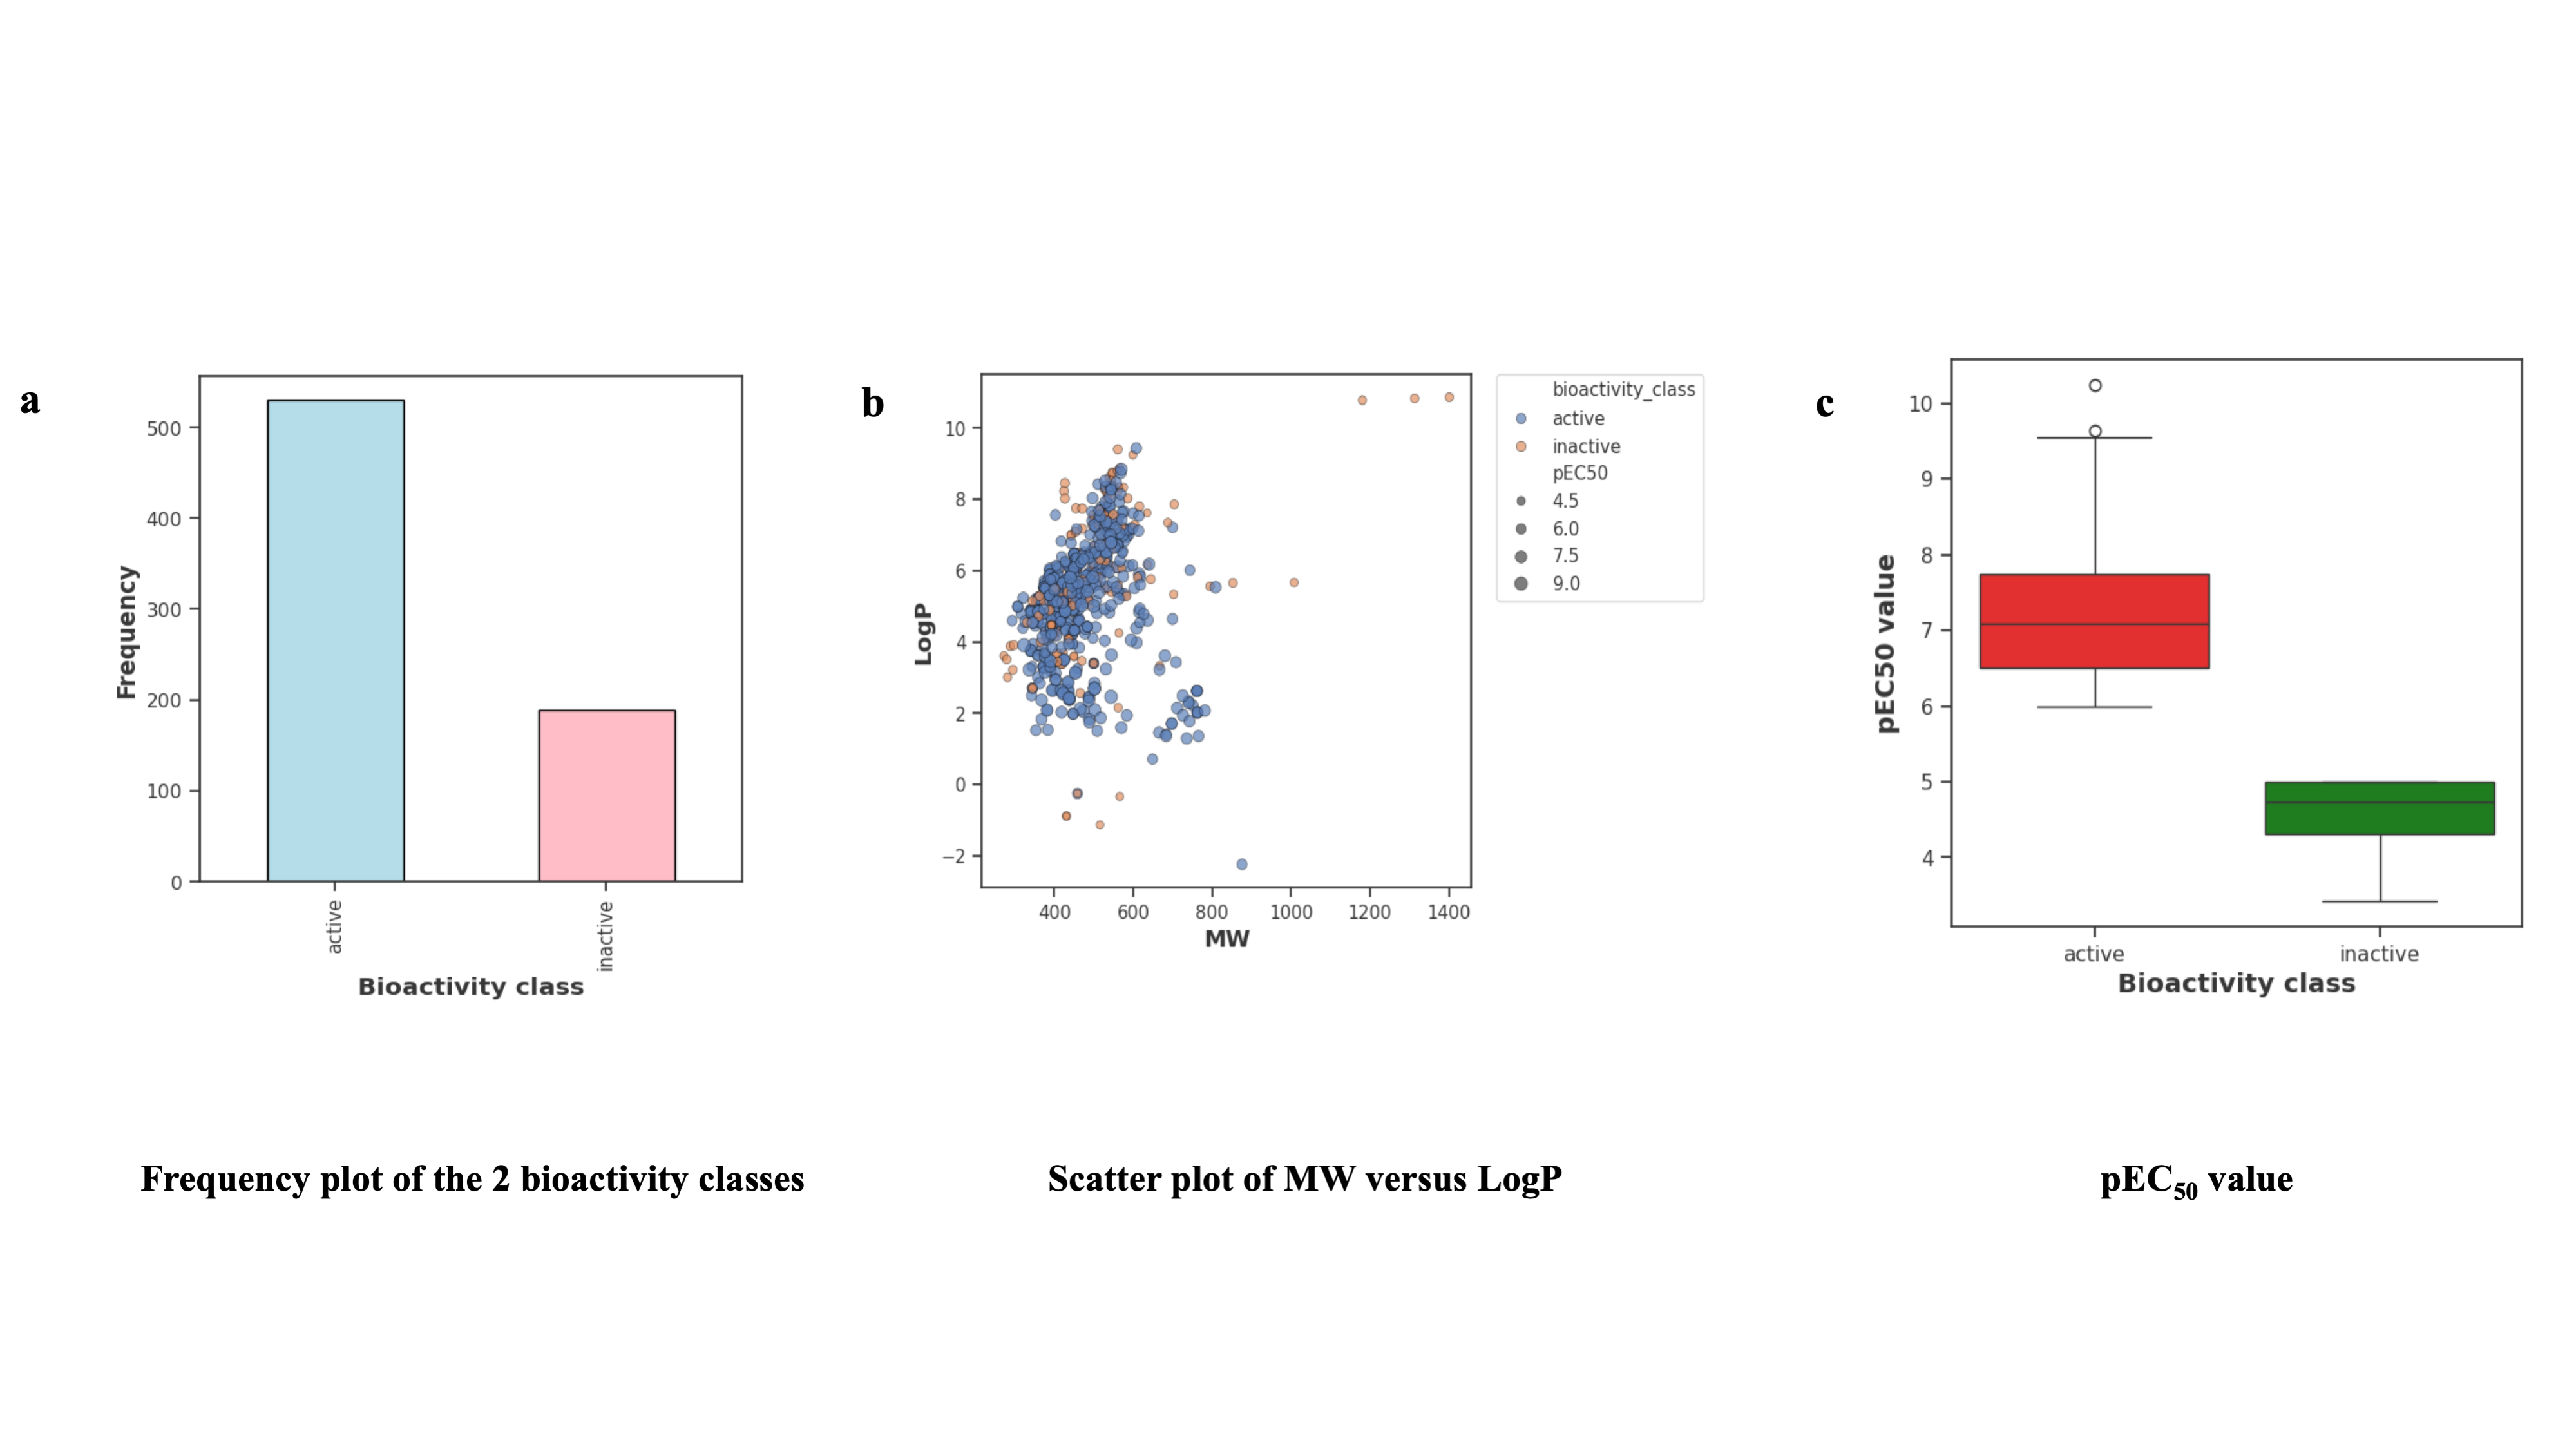 a
Frequency
500
400
300
200
100
0
active
inactive
Bioactivity class
Frequency plot of the 2 bioactivity classes
b
LogP
10
8
6
4
2
0
−2
400 600 800 1000 1200 1400
MW
bioactivity_class
active
inactive
pEC50
4.5
6.0
7.5
9.0
Scatter plot of MW versus LogP
c
pEC50 value
10
9
8
7
6
5
4
active inactive
Bioactivity class
pEC₅₀ value